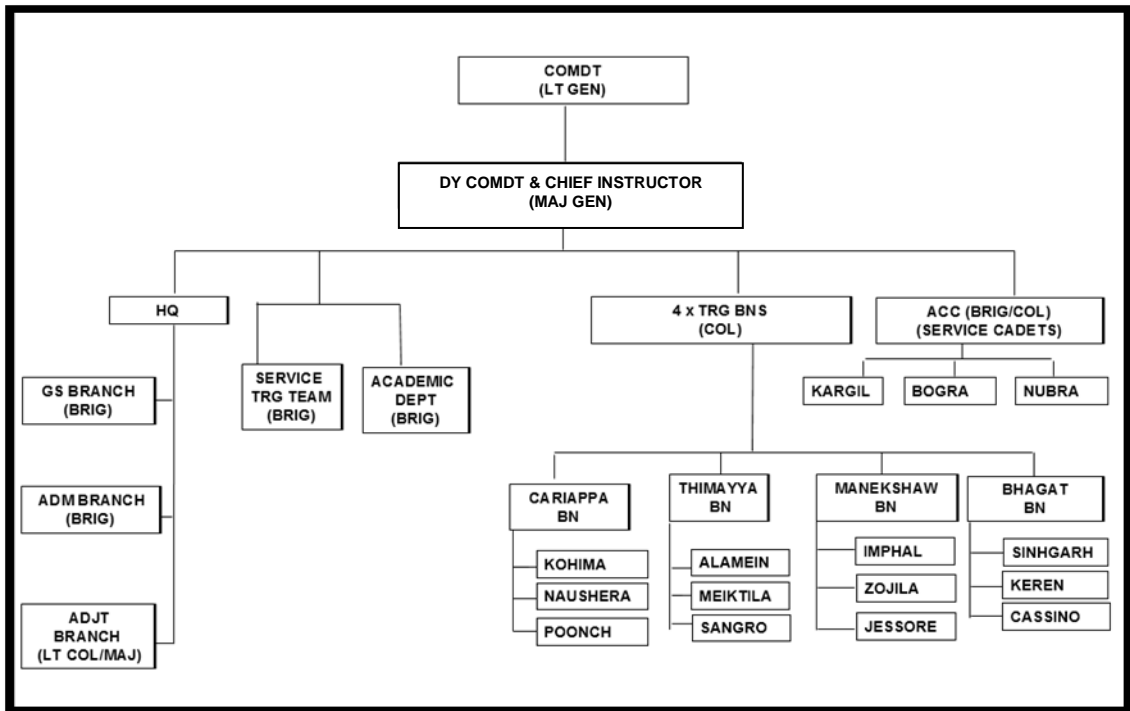 COMDT
(LT GEN)
DY COMDT & CHIEF INSTRUCTOR
(MAJ GEN)
HQ
4 x TRG BNS
(COL)
ACC (BRIG/COL)
(SERVICE CADETS)
GS BRANCH
(BRIG)
SERVICE
TRG TEAM
(BRIG)
ACADEMIC
DEPT
(BRIG)
KARGIL
BOGRA
NUBRA
ADM BRANCH
(BRIG)
ADJT
BRANCH
(LT COL/MAJ)
CARIAPPA
BN
KOHIMA
NAUSHERA
POONCH
THIMAYYA
BN
ALAMEIN
MEIKTILA
SANGRO
MANEKSHAW
BN
IMPHAL
ZOJILA
JESSORE
BHAGAT
BN
SINHGARH
KEREN
CASSINO